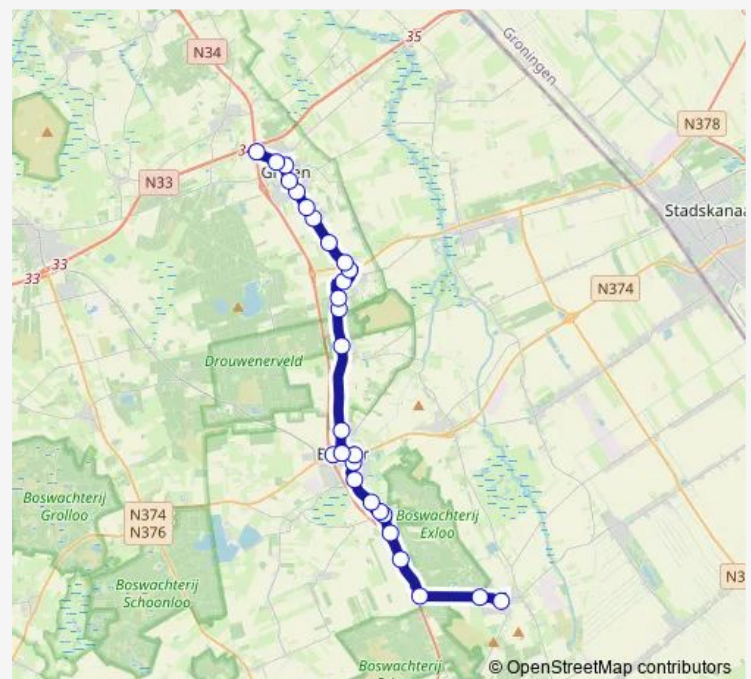 35
N34
Groningen
N378
N33
Stadskanaa
33
33
N374
Drouwenerveld
Boswachterij
Grolloo
N374
N376
Boswachterij
Exloo
Boswachterij
Schoonloo
Boswachterij
© OpenStreetMap contributors